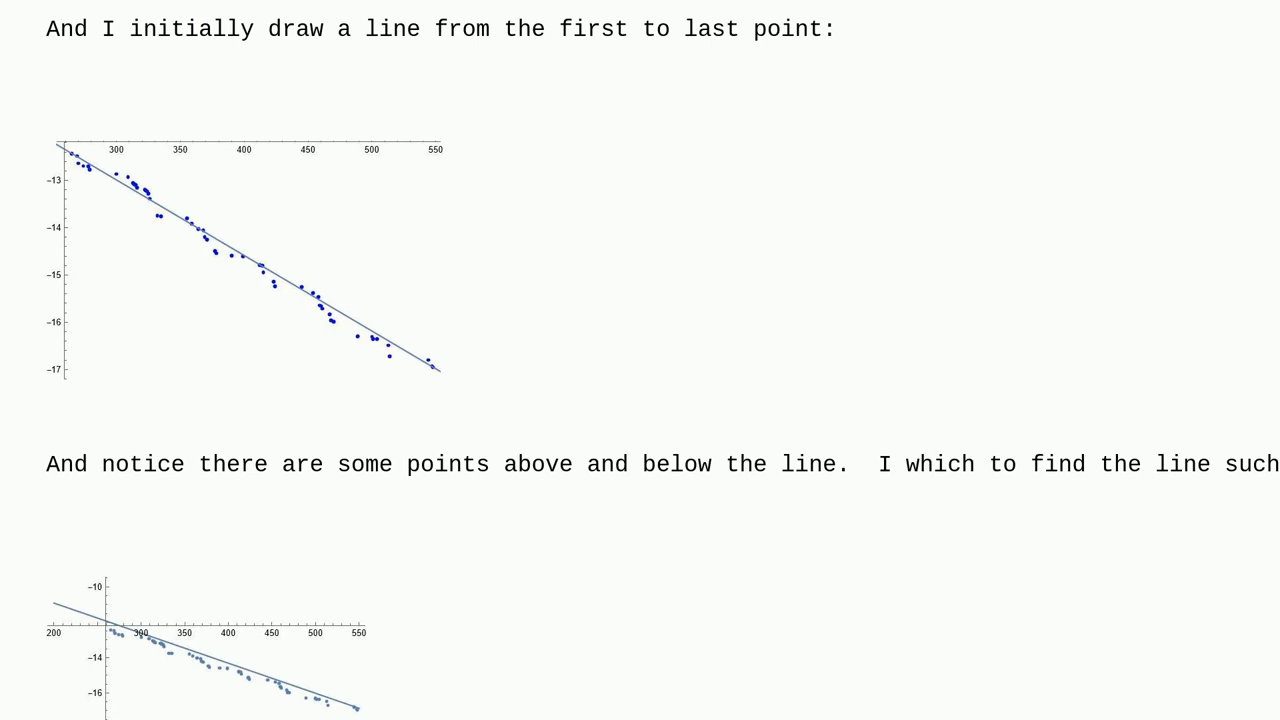 And I initially draw a line from the first to last point:
300 350 400 450 500 550
-13
-14
-15
-16
-17
And notice there are some points above and below the line.  I which to find the line such
-10
200 300 350 400 450 500 550
-14
-16